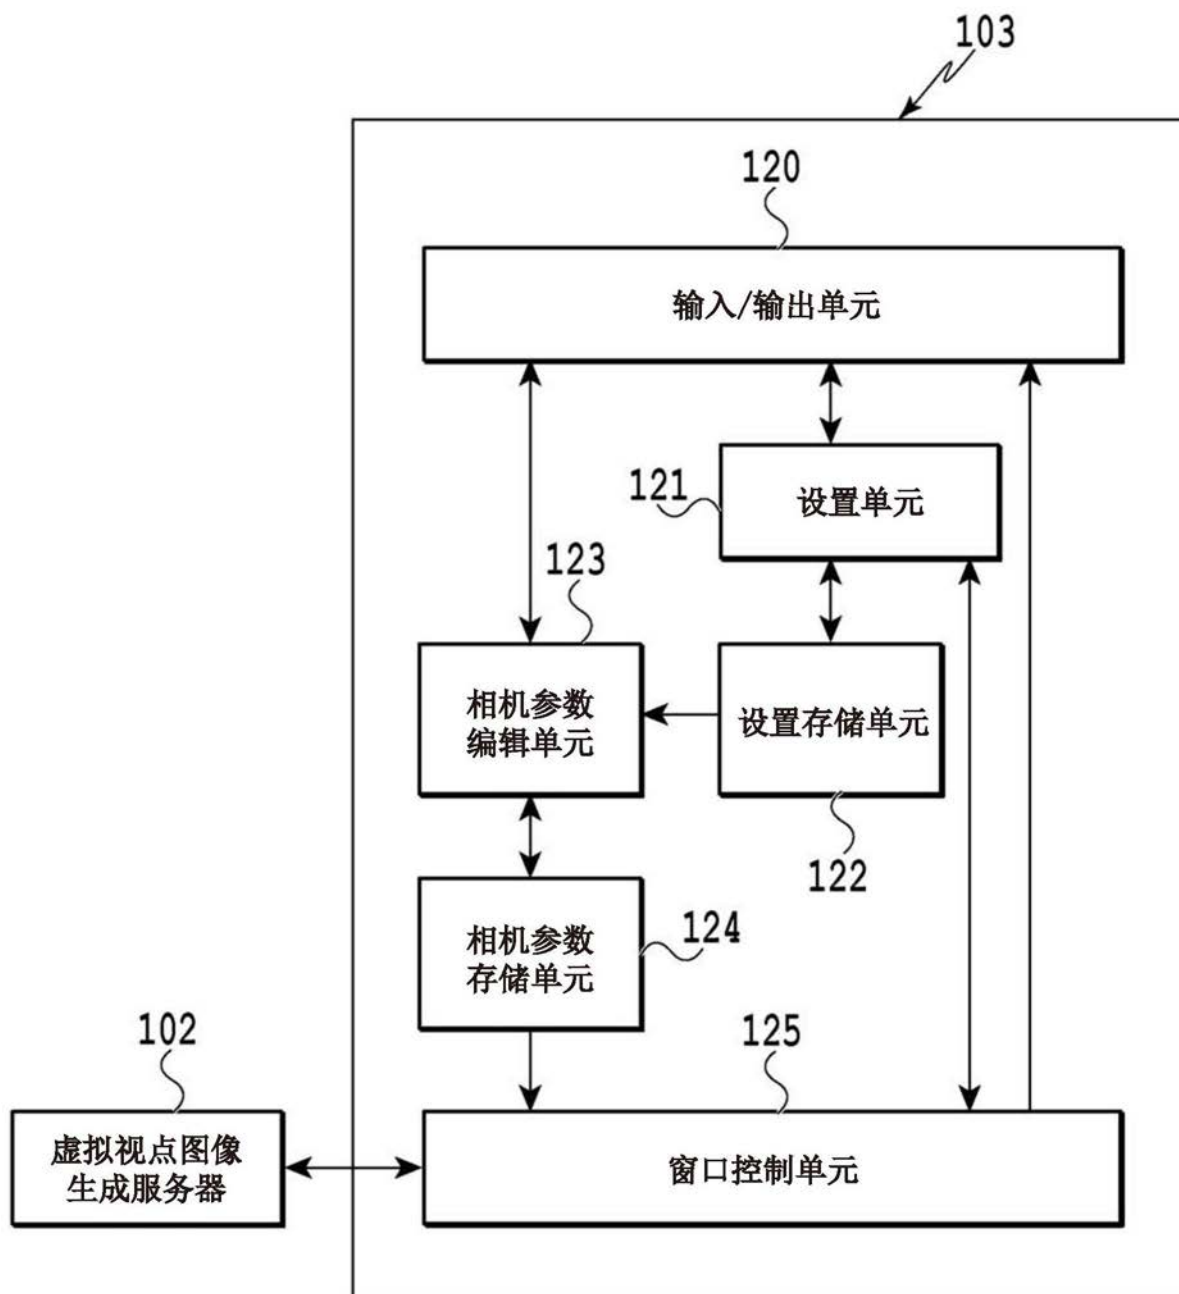 103
120
输入/输出单元
121
设置单元
123
相机参数
编辑单元
设置存储单元
122
相机参数
存储单元
124
102
125
虚拟视点图像
生成服务器
窗口控制单元